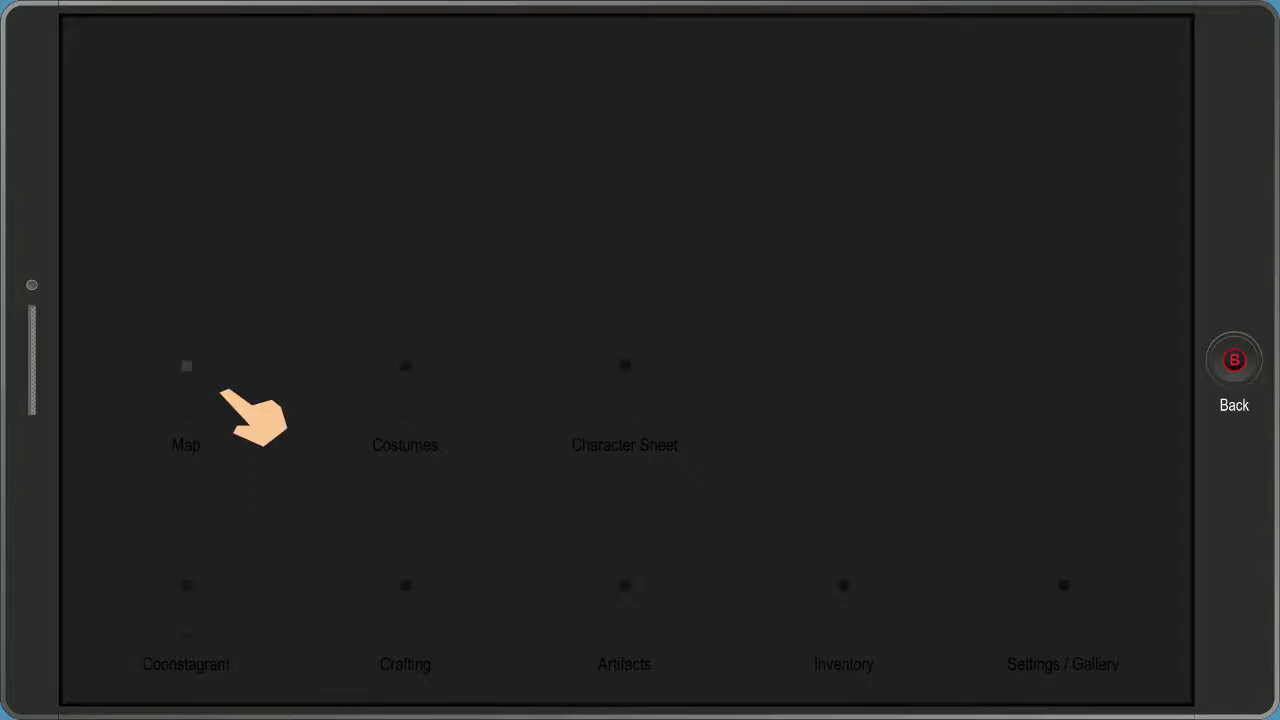 B
Back
Map
Costumes
Character Sheet
Coonstagram
Crafting
Artifacts
Inventory
Settings / Gallery